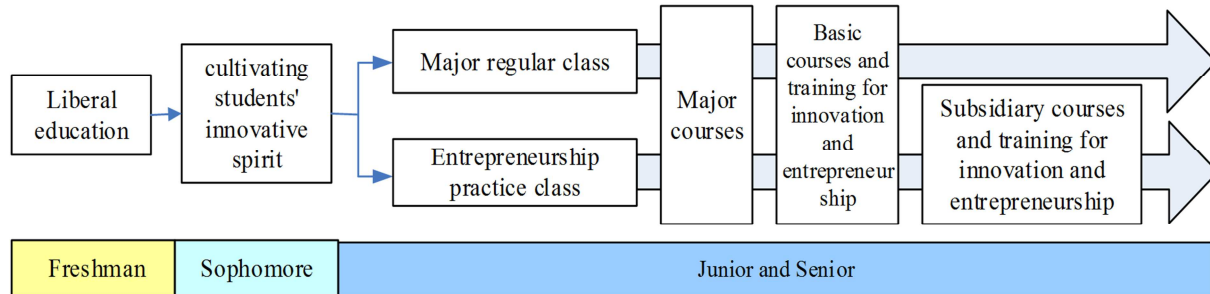 Liberal
education
cultivating
students'
innovative
spirit
Major regular class
Entrepreneurship
practice class
Major
courses
Basic
courses and
training for
innovation
and
entrepreneur
ship
Subsidiary courses
and training for
innovation and
entrepreneurship
Freshman
Sophomore
Junior and Senior